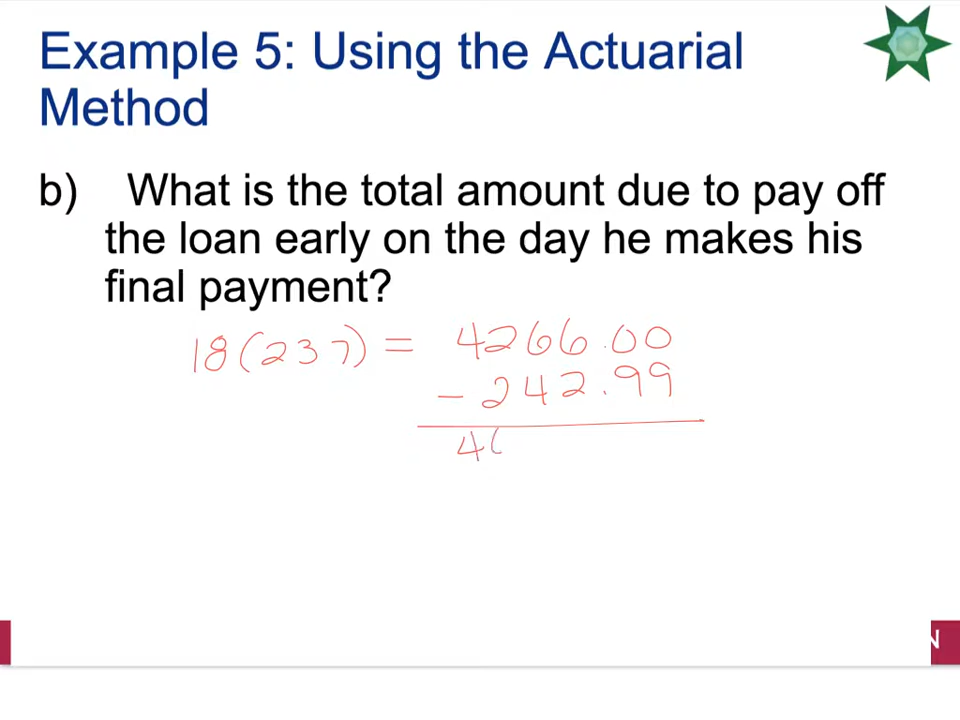 Example 5: Using the Actuarial
Method
b) What is the total amount due to pay off
the loan early on the day he makes his
final payment?
18(237) = 4266.00
- 242.99
4
N